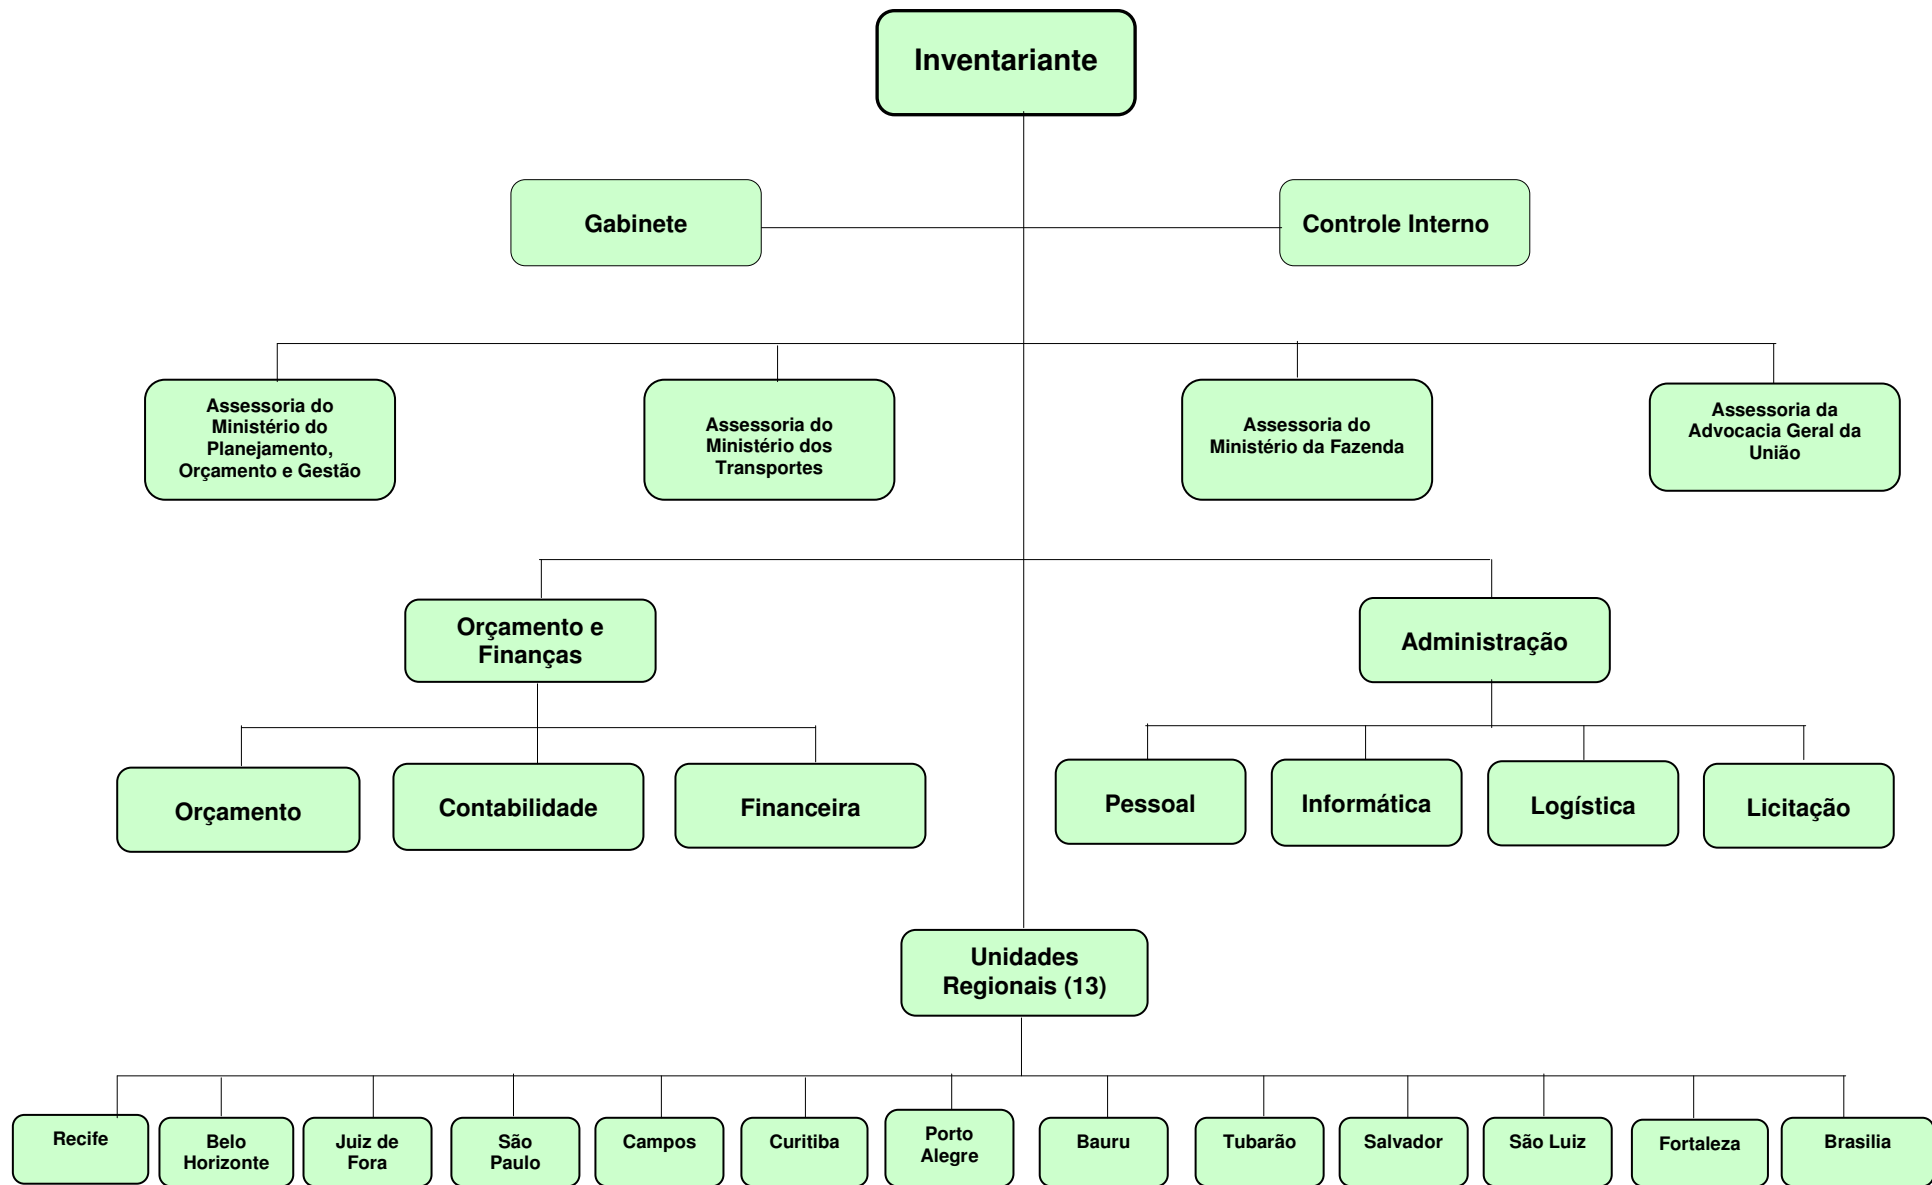 Inventariante
Gabinete
Controle Interno
Assessoria do
Ministério do
Planejamento,
Orçamento e Gestão
Assessoria do
Ministério dos
Transportes
Assessoria do
Ministério da Fazenda
Assessoria da
Advocacia Geral da
União
Orçamento e
Finanças
Administração
Orçamento
Contabilidade
Financeira
Pessoal
Informática
Logística
Licitação
Unidades
Regionais (13)
Recife
Belo
Horizonte
Juiz de
Fora
São
Paulo
Campos
Curitiba
Porto
Alegre
Bauru
Tubarão
Salvador
São Luiz
Fortaleza
Brasilia